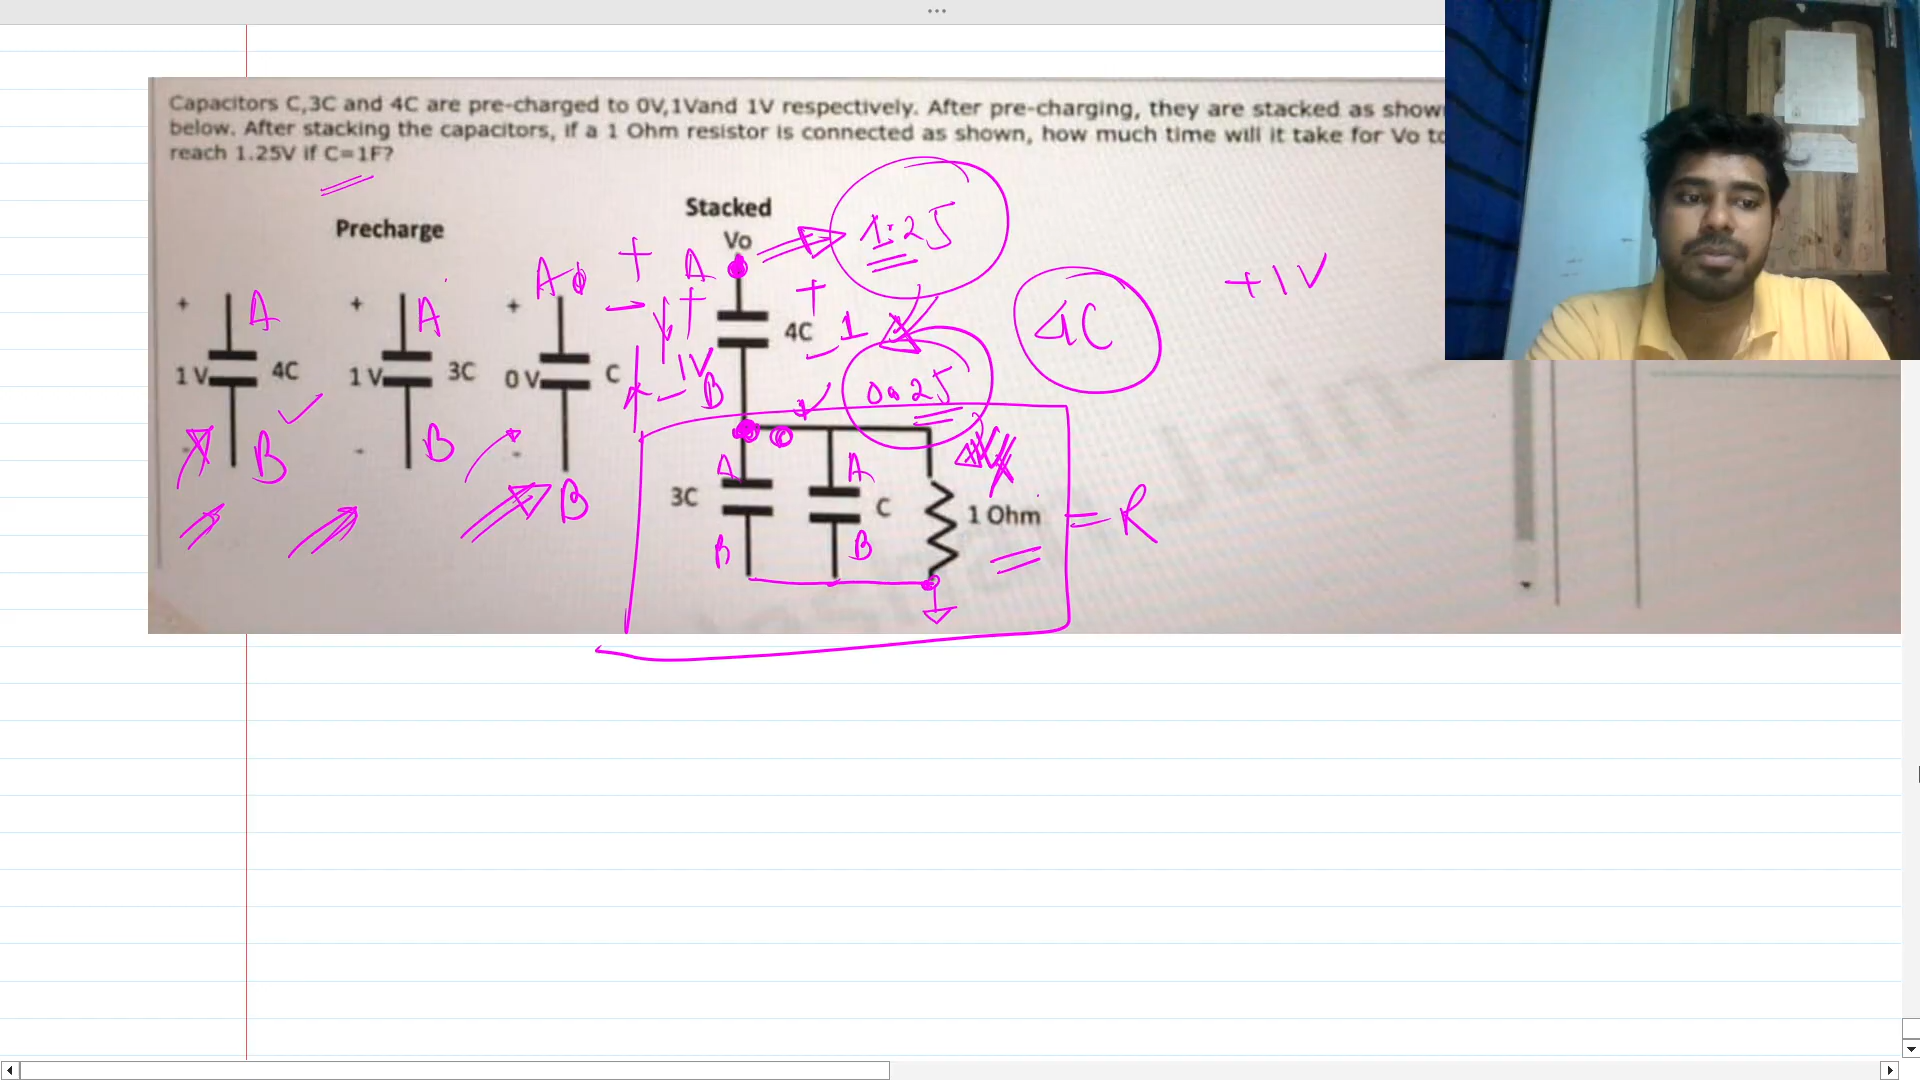 Capacitors C,3C and 4C are pre-charged to 0V,1Vand 1V respectively. After pre-charging, they are stacked as show
below. After stacking the capacitors, if a 1 Ohm resistor is connected as shown, how much time will it take for Vo to
reach 1.25V if C=1F?
Precharge
Stacked
Vo
1.25
+ A
A
+ A
+ A
+ A
+
+
4C
1
4C
+1V
1 V
4C
1 V
3C
0 V
C
1V
- B
0.25
B
- B
- B
A
A
3C
C
1 Ohm
= R
B
B